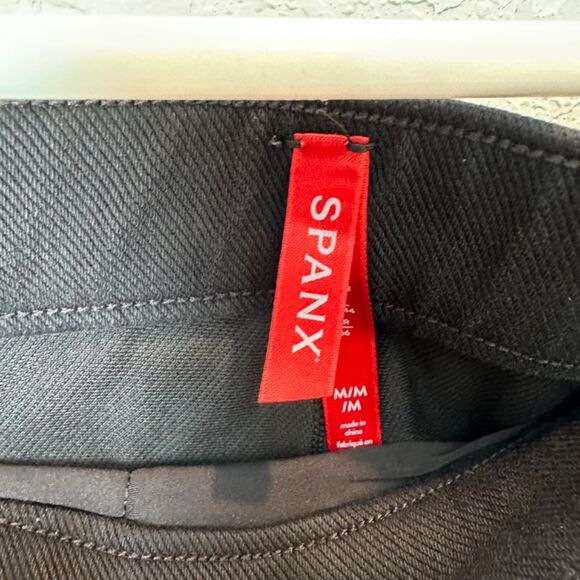 SPANX
M/M
/M
made in
china
fabriqué en